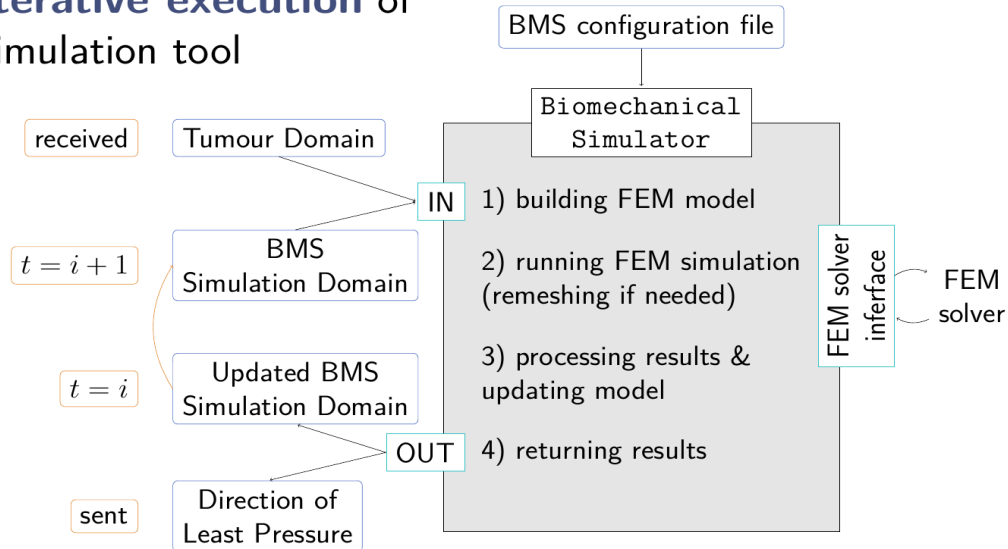 terative execution of
imulation tool
BMS configuration file
Biomechanical
Simulator
received
Tumour Domain
IN
1) building FEM model
t = i + 1
BMS
Simulation Domain
2) running FEM simulation
(remeshing if needed)
FEM solver
inferface
FEM
solver
3) processing results &
updating model
t = i
Updated BMS
Simulation Domain
OUT
4) returning results
sent
Direction of
Least Pressure